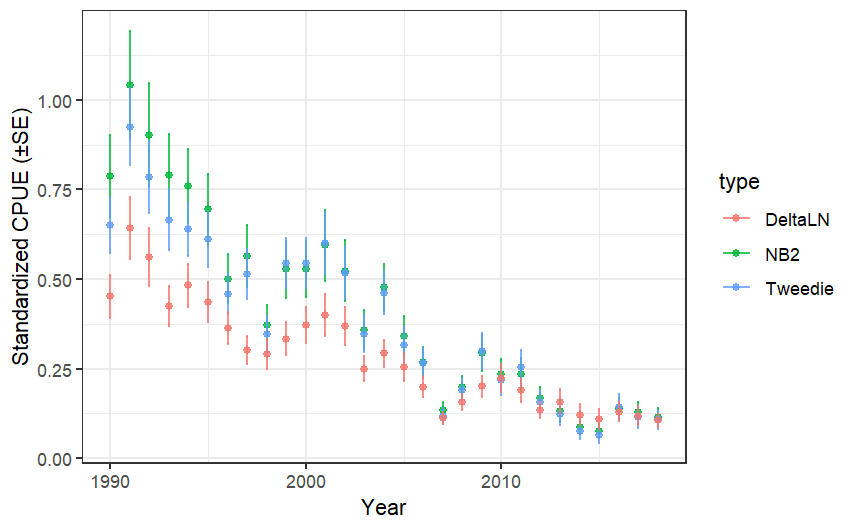 Standardized CPUE (±SE)
1.00
0.75
0.50
0.25
0.00
1990 2000 2010
Year
type
DeltaLN
NB2
Tweedie